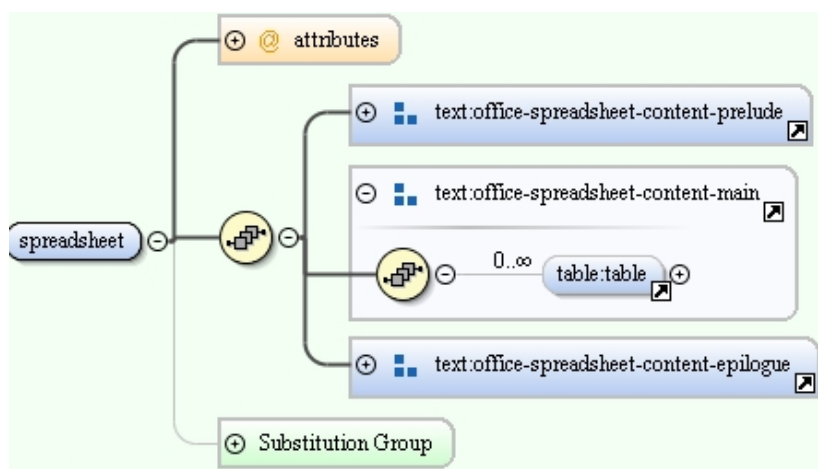 @ attributes
text:office-spreadsheet-content-prelude
text:office-spreadsheet-content-main
spreadsheet
0..∞
table:table
text:office-spreadsheet-content-epilogue
Substitution Group